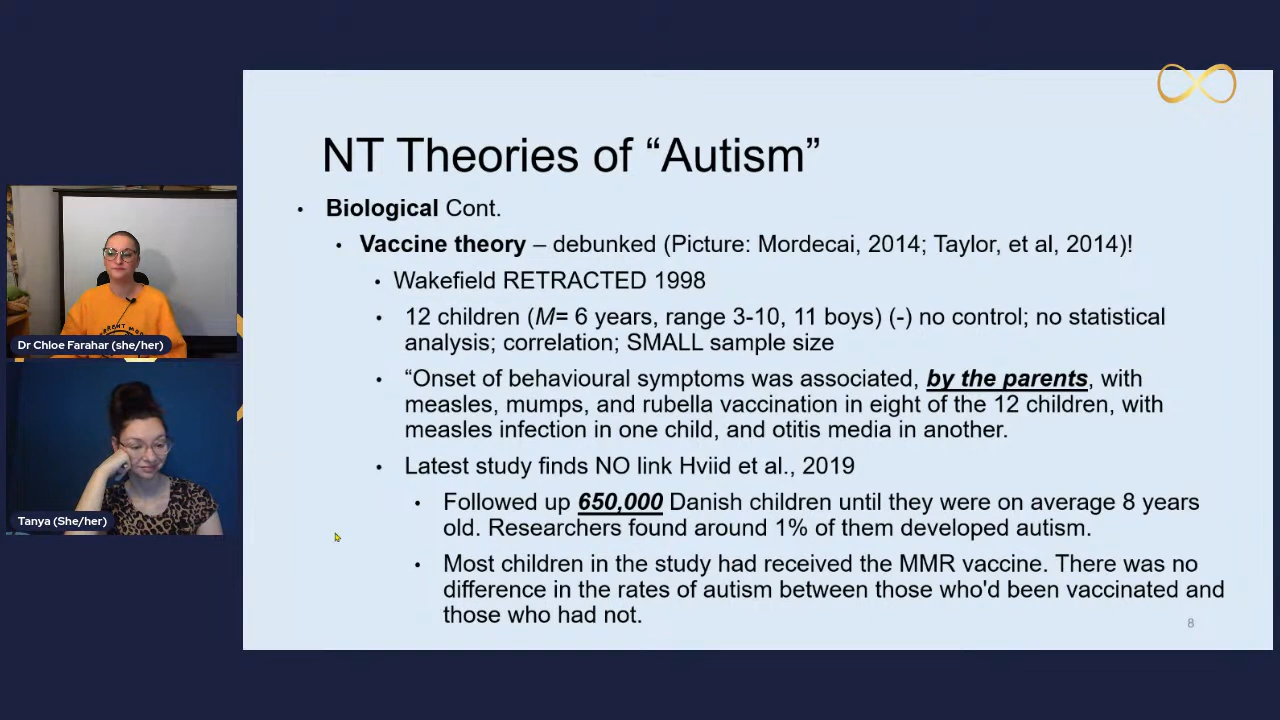 NT Theories of “Autism”
• Biological Cont.
• Vaccine theory – debunked (Picture: Mordecai, 2014; Taylor, et al, 2014)!
• Wakefield RETRACTED 1998
• 12 children (M= 6 years, range 3-10, 11 boys) (-) no control; no statistical
analysis; correlation; SMALL sample size
• “Onset of behavioural symptoms was associated, by the parents, with
measles, mumps, and rubella vaccination in eight of the 12 children, with
measles infection in one child, and otitis media in another.
• Latest study finds NO link Hviid et al., 2019
• Followed up 650,000 Danish children until they were on average 8 years
old. Researchers found around 1% of them developed autism.
• Most children in the study had received the MMR vaccine. There was no
difference in the rates of autism between those who'd been vaccinated and
those who had not.
8
Dr Chloe Farahar (she/her)
Tanya (She/her)